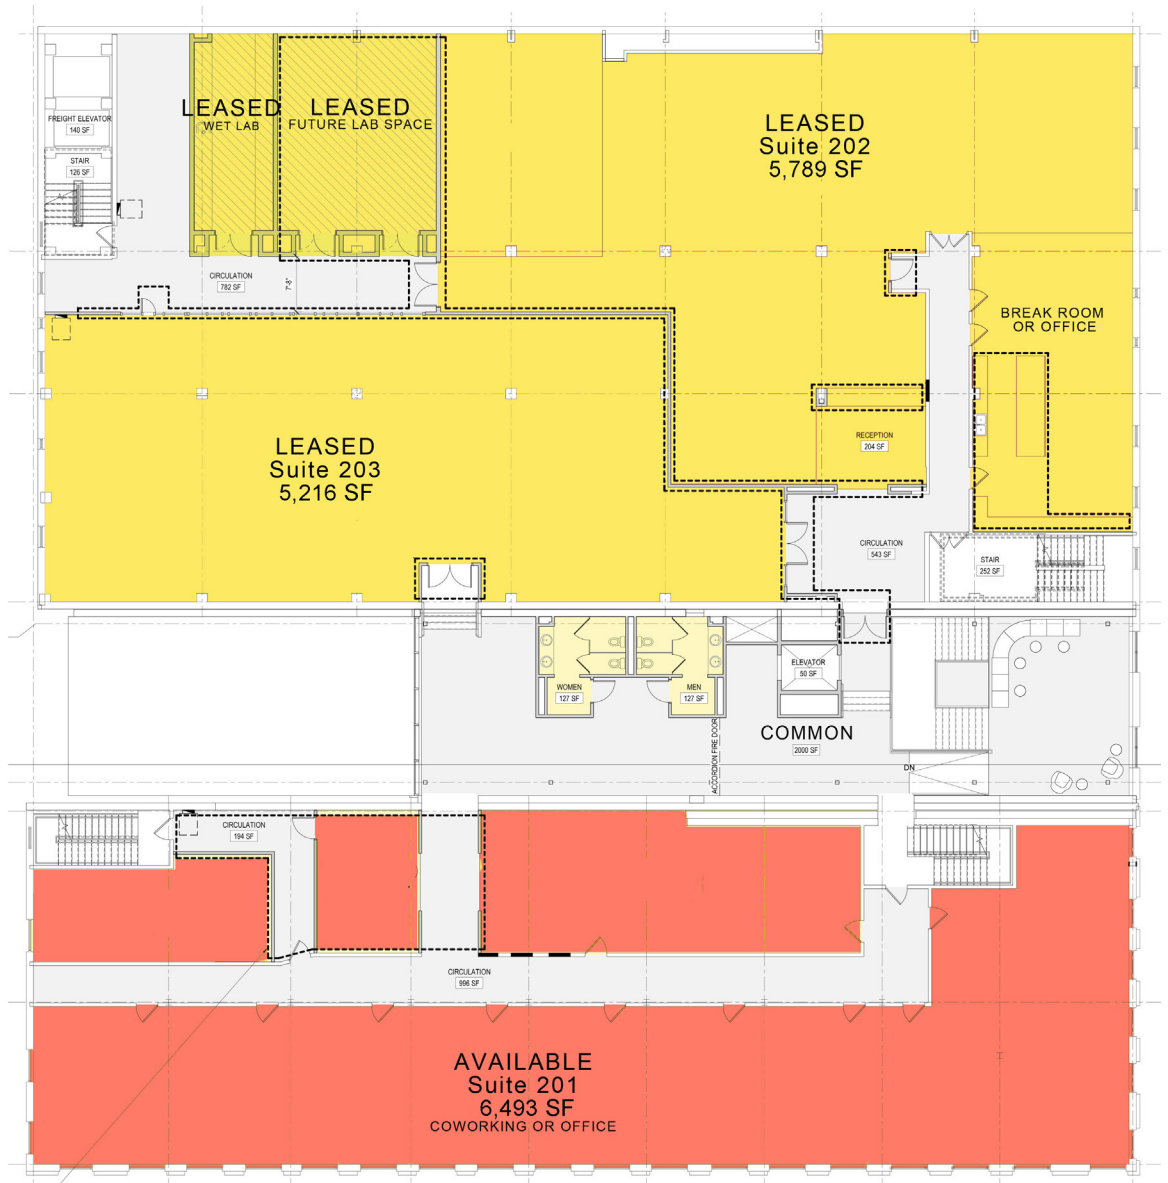 LEASED
WET LAB
LEASED
FUTURE LAB SPACE
LEASED
Suite 202
5,789 SF
FREIGHT ELEVATOR
140 SF
STAIR
126 SF
CIRCULATION
782 SF
7'-8"
BREAK ROOM
OR OFFICE
LEASED
Suite 203
5,216 SF
RECEPTION
204 SF
CIRCULATION
543 SF
STAIR
252 SF
WOMEN
127 SF
MEN
127 SF
ELEVATOR
50 SF
ACCORDION FIRE DOOR
COMMON
2000 SF
DN
CIRCULATION
194 SF
CIRCULATION
996 SF
AVAILABLE
Suite 201
6,493 SF
COWORKING OR OFFICE